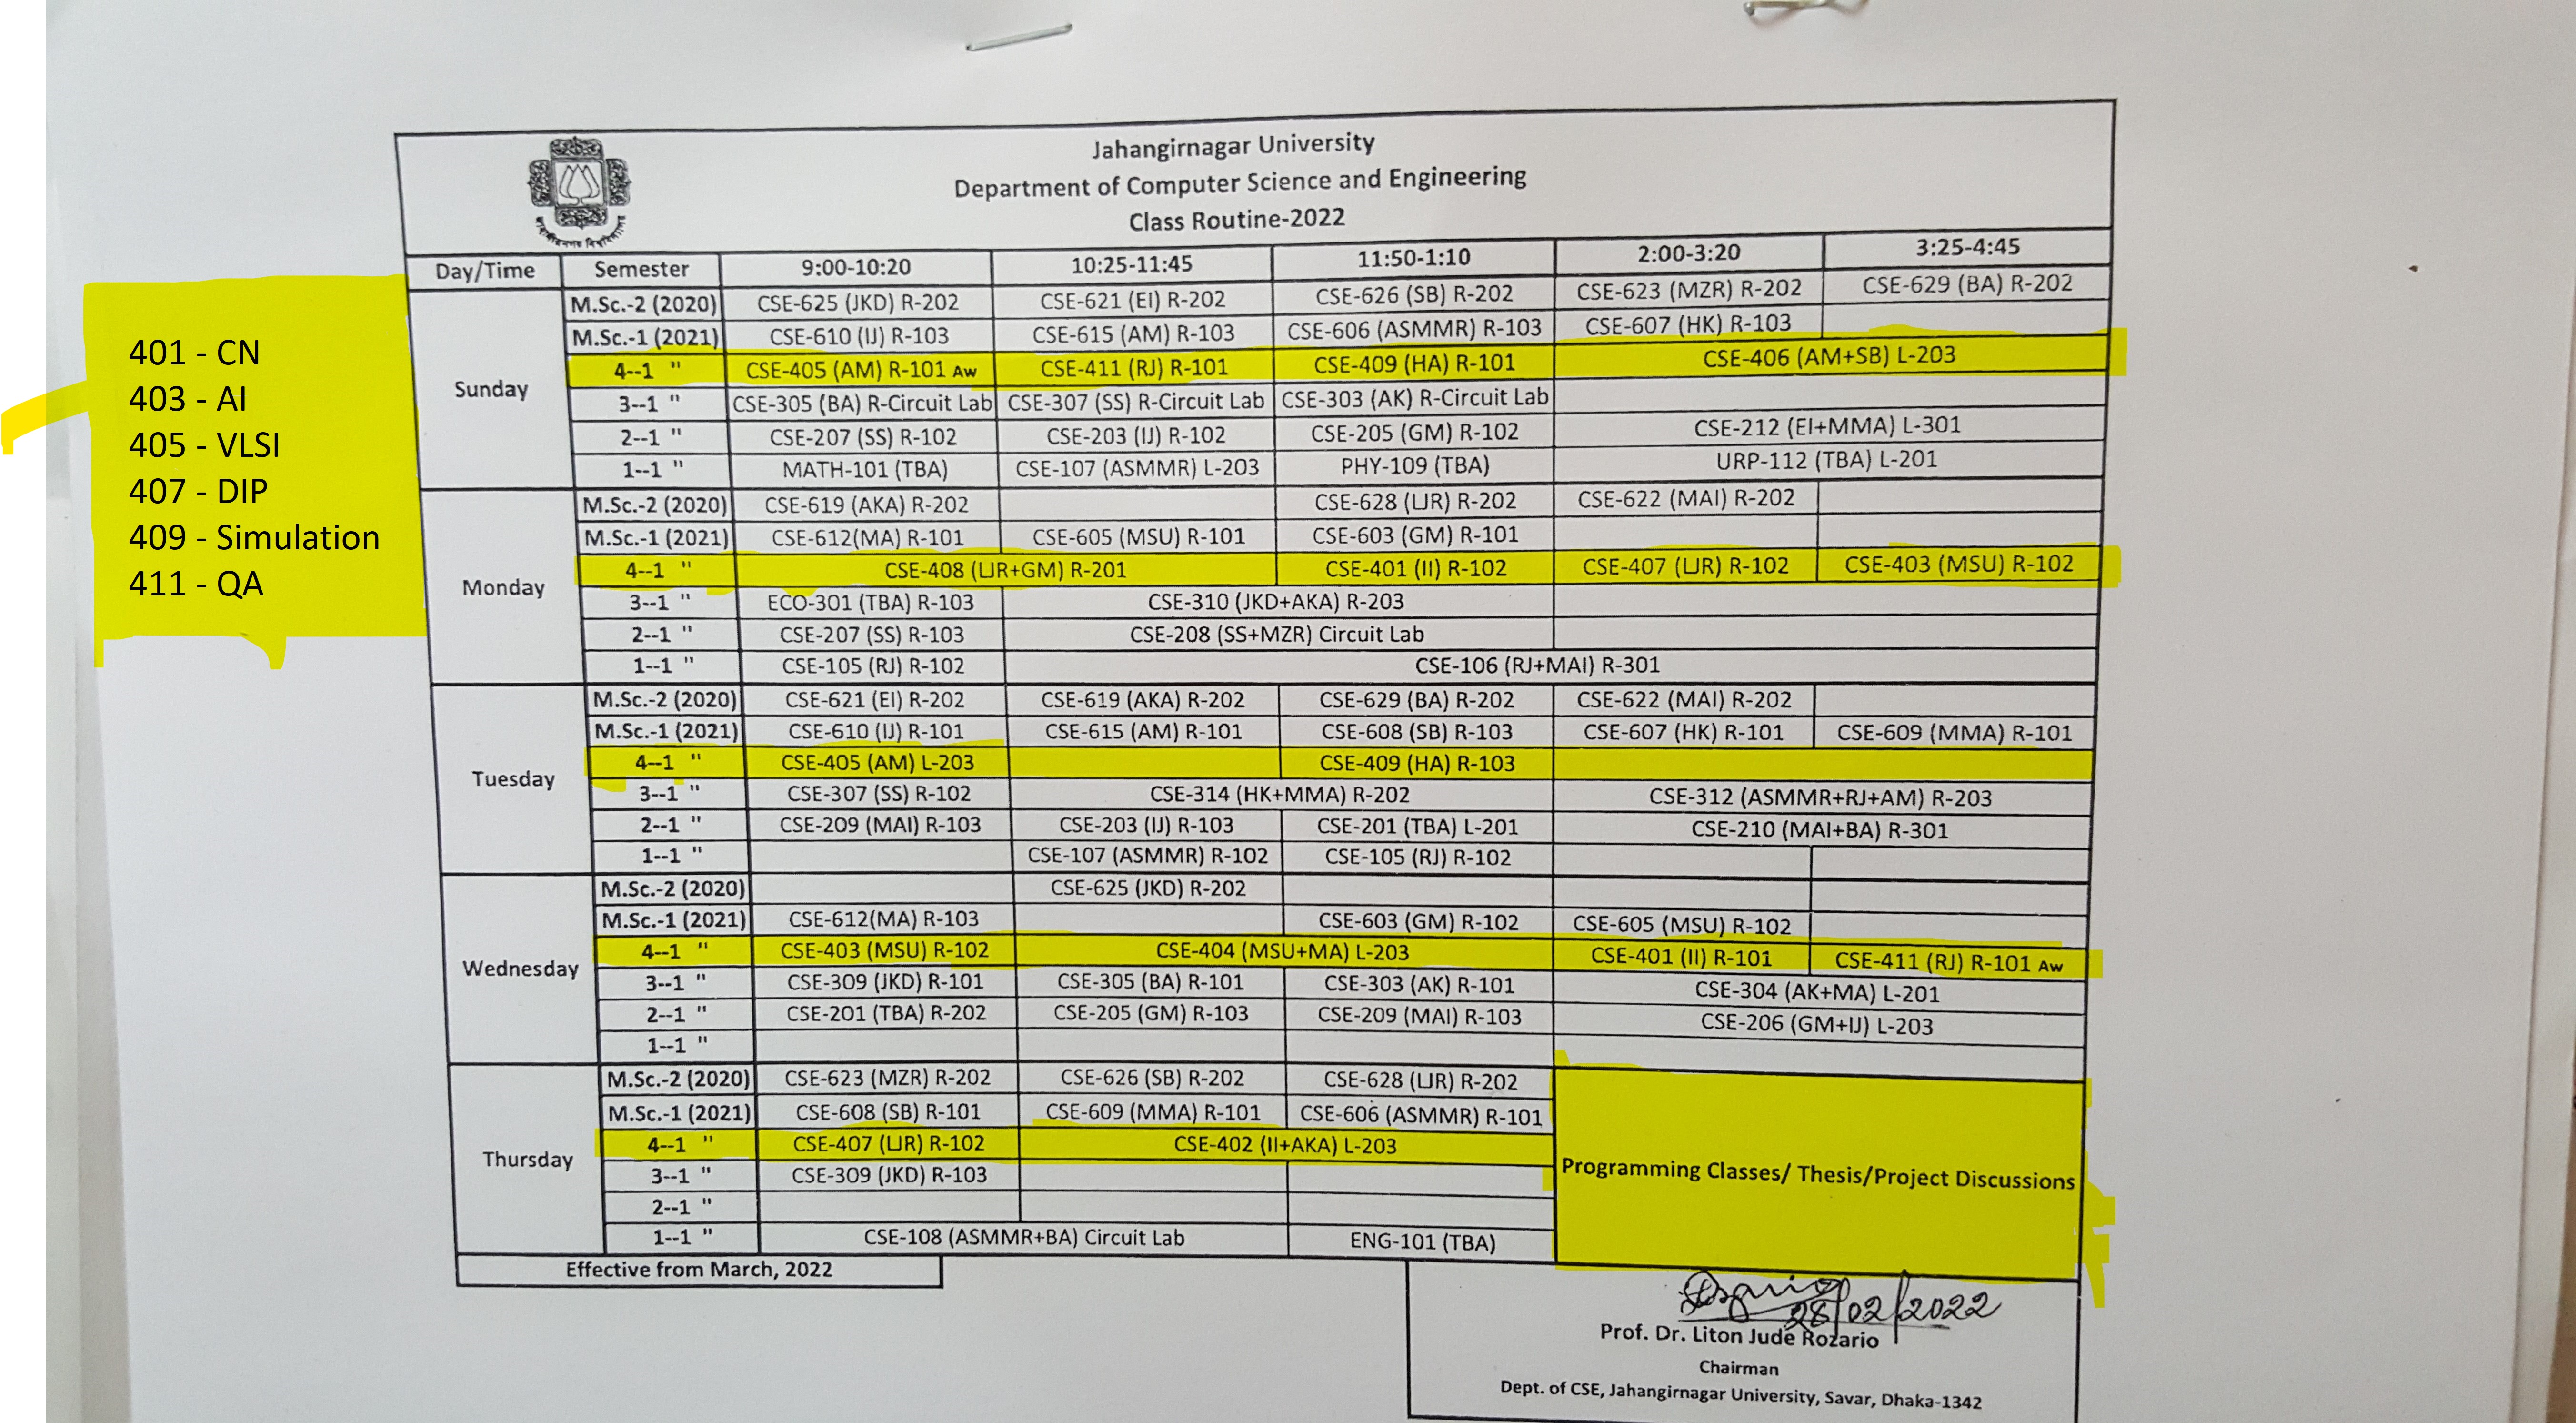 401 - CN
403 - AI
405 - VLSI
407 - DIP
409 - Simulation
411 - QA
Jahangirnagar University
Department of Computer Science and Engineering
Class Routine-2022
Day/Time Semester 9:00-10:20 10:25-11:45 11:50-1:10 2:00-3:20 3:25-4:45
Sunday
M.Sc.-2 (2020) CSE-625 (JKD) R-202 CSE-621 (EI) R-202 CSE-626 (SB) R-202 CSE-623 (MZR) R-202 CSE-629 (BA) R-202
M.Sc.-1 (2021) CSE-610 (IJ) R-103 CSE-615 (AM) R-103 CSE-606 (ASMMR) R-103 CSE-607 (HK) R-103
4--1 " CSE-405 (AM) R-101 Aw CSE-411 (RJ) R-101 CSE-409 (HA) R-101 CSE-406 (AM+SB) L-203
3--1 " CSE-305 (BA) R-Circuit Lab CSE-307 (SS) R-Circuit Lab CSE-303 (AK) R-Circuit Lab
2--1 " CSE-207 (SS) R-102 CSE-203 (IJ) R-102 CSE-205 (GM) R-102 CSE-212 (EI+MMA) L-301
1--1 " MATH-101 (TBA) CSE-107 (ASMMR) L-203 PHY-109 (TBA) URP-112 (TBA) L-201
Monday
M.Sc.-2 (2020) CSE-619 (AKA) R-202 CSE-628 (LJR) R-202 CSE-622 (MAI) R-202
M.Sc.-1 (2021) CSE-612(MA) R-101 CSE-605 (MSU) R-101 CSE-603 (GM) R-101
4--1 " CSE-408 (LJR+GM) R-201 CSE-401 (II) R-102 CSE-407 (LJR) R-102 CSE-403 (MSU) R-102
3--1 " ECO-301 (TBA) R-103 CSE-310 (JKD+AKA) R-203
2--1 " CSE-207 (SS) R-103 CSE-208 (SS+MZR) Circuit Lab
1--1 " CSE-105 (RJ) R-102 CSE-106 (RJ+MAI) R-301
Tuesday
M.Sc.-2 (2020) CSE-621 (EI) R-202 CSE-619 (AKA) R-202 CSE-629 (BA) R-202 CSE-622 (MAI) R-202
M.Sc.-1 (2021) CSE-610 (IJ) R-101 CSE-615 (AM) R-101 CSE-608 (SB) R-103 CSE-607 (HK) R-101 CSE-609 (MMA) R-101
4--1 " CSE-405 (AM) L-203 CSE-409 (HA) R-103
3--1 " CSE-307 (SS) R-102 CSE-314 (HK+MMA) R-202 CSE-312 (ASMMR+RJ+AM) R-203
2--1 " CSE-209 (MAI) R-103 CSE-203 (IJ) R-103 CSE-201 (TBA) L-201 CSE-210 (MAI+BA) R-301
1--1 " CSE-107 (ASMMR) R-102 CSE-105 (RJ) R-102
Wednesday
M.Sc.-2 (2020) CSE-625 (JKD) R-202
M.Sc.-1 (2021) CSE-612(MA) R-103 CSE-603 (GM) R-102 CSE-605 (MSU) R-102
4--1 " CSE-403 (MSU) R-102 CSE-404 (MSU+MA) L-203 CSE-401 (II) R-101 CSE-411 (RJ) R-101 Aw
3--1 " CSE-309 (JKD) R-101 CSE-305 (BA) R-101 CSE-303 (AK) R-101 CSE-304 (AK+MA) L-201
2--1 " CSE-201 (TBA) R-202 CSE-205 (GM) R-103 CSE-209 (MAI) R-103 CSE-206 (GM+IJ) L-203
1--1 "
Thursday
M.Sc.-2 (2020) CSE-623 (MZR) R-202 CSE-626 (SB) R-202 CSE-628 (LJR) R-202
M.Sc.-1 (2021) CSE-608 (SB) R-101 CSE-609 (MMA) R-101 CSE-606 (ASMMR) R-101
4--1 " CSE-407 (LJR) R-102 CSE-402 (II+AKA) L-203
3--1 " CSE-309 (JKD) R-103
2--1 "
1--1 " CSE-108 (ASMMR+BA) Circuit Lab ENG-101 (TBA)
Programming Classes/ Thesis/Project Discussions
Effective from March, 2022
28/02/2022
Prof. Dr. Liton Jude Rozario
Chairman
Dept. of CSE, Jahangirnagar University, Savar, Dhaka-1342